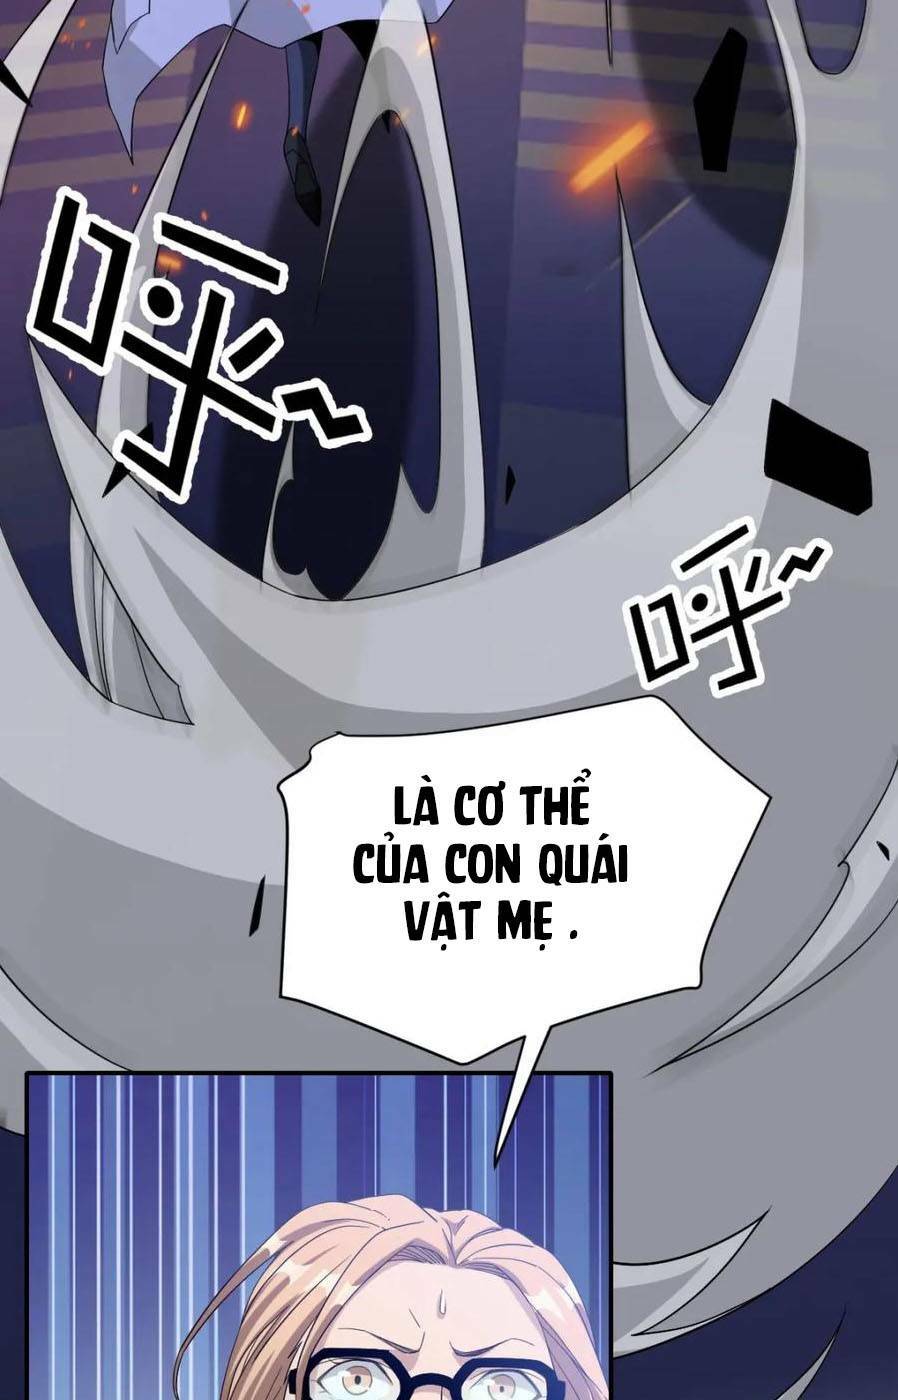 呼~
呼~
LÀ CƠ THỂ
CỦA CON QUÁI
VẬT MẸ .